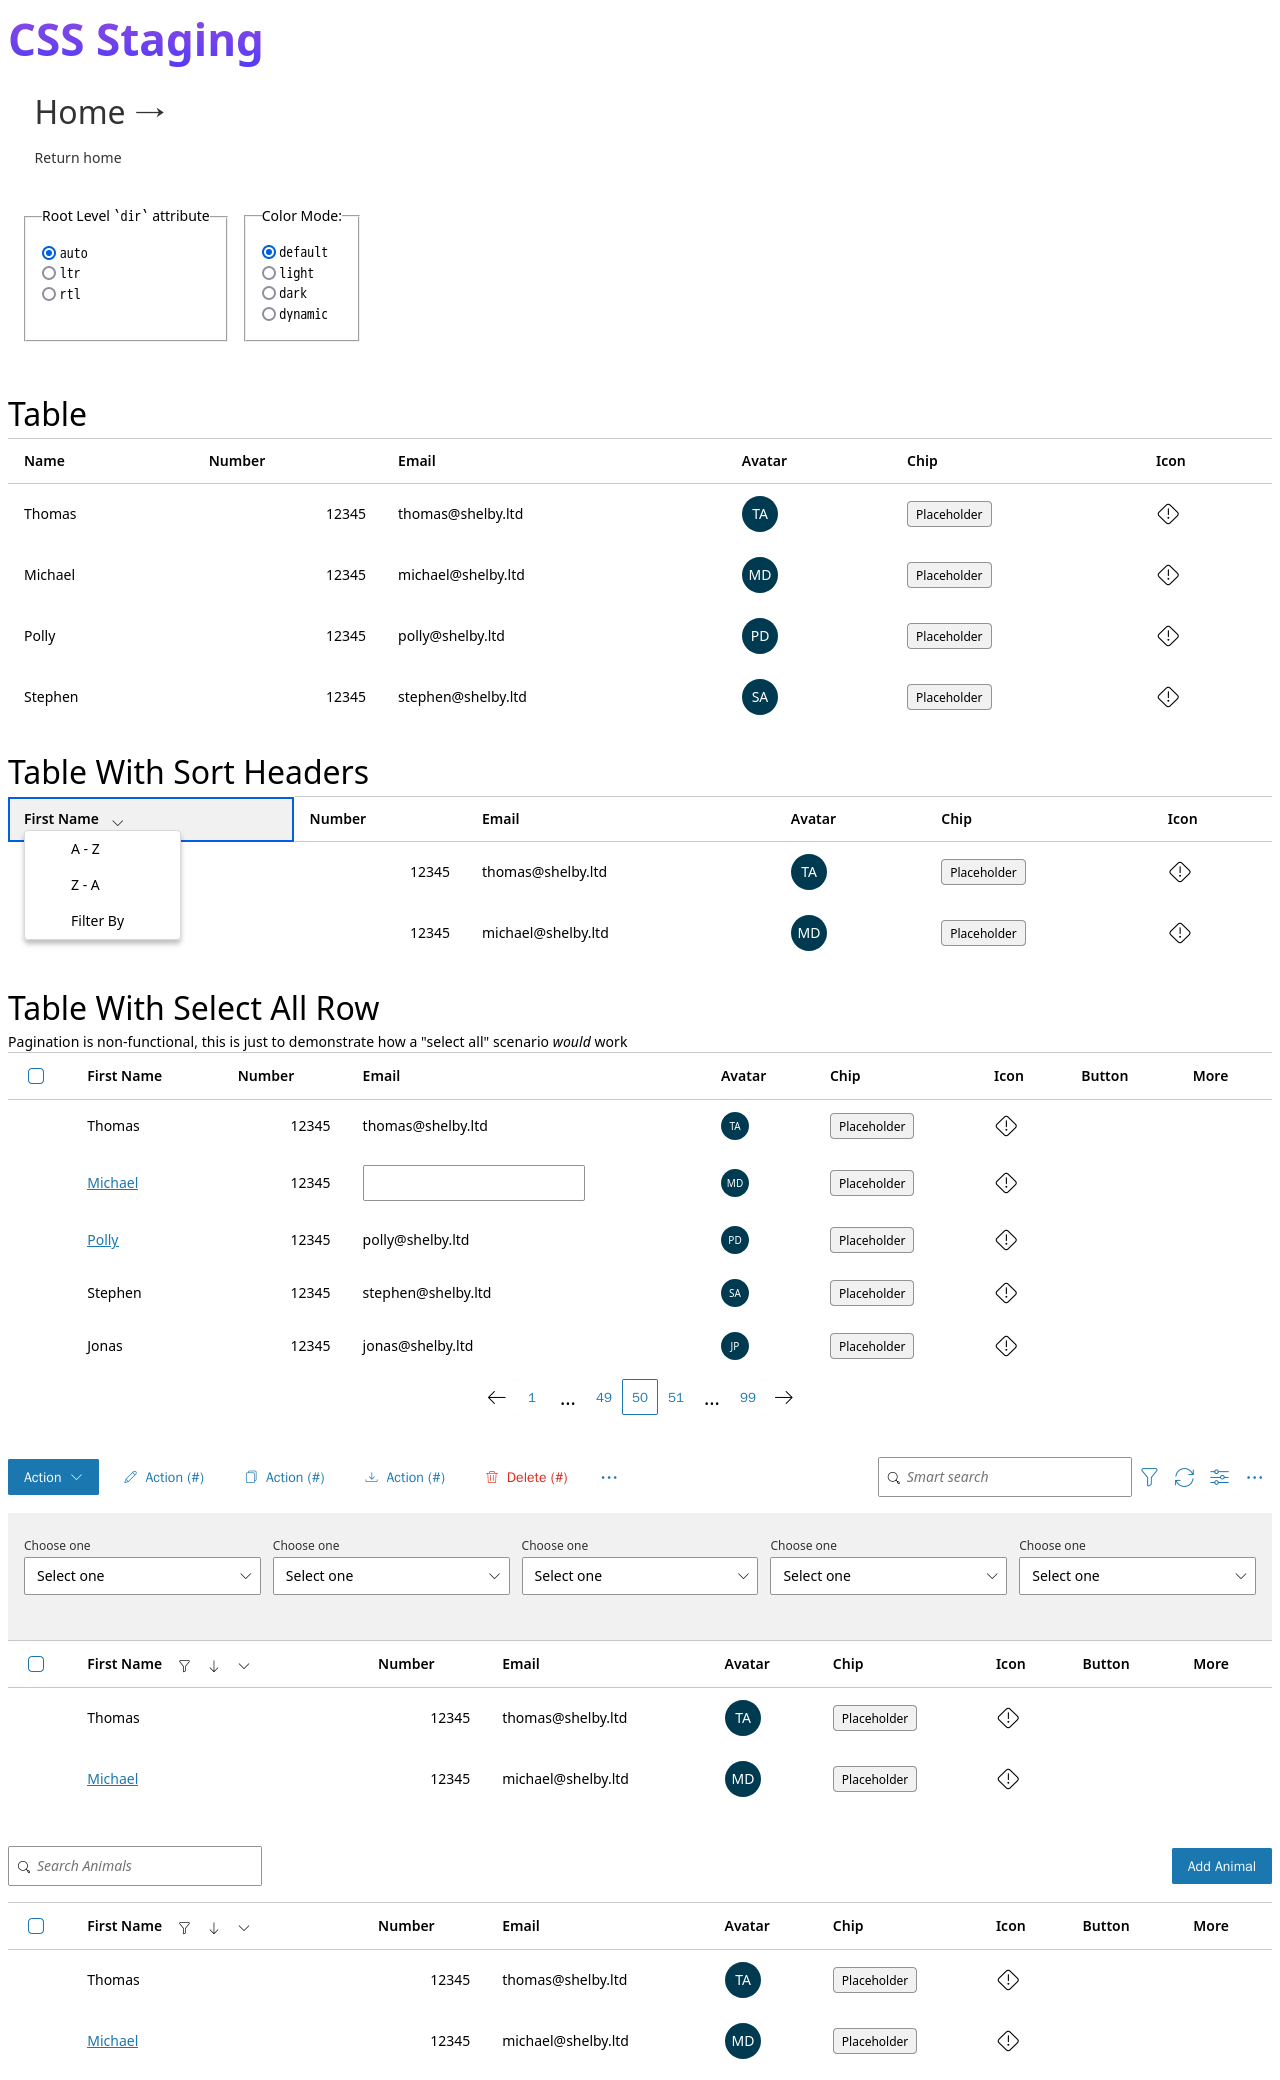 CSS Staging
Home →
Return home
Root Level `dir` attribute
auto
ltr
rtl
Color Mode:
default
light
dark
dynamic
Table
Name Number Email Avatar Chip Icon
Thomas 12345 thomas@shelby.ltd TA Placeholder
Michael 12345 michael@shelby.ltd MD Placeholder
Polly 12345 polly@shelby.ltd PD Placeholder
Stephen 12345 stephen@shelby.ltd SA Placeholder
Table With Sort Headers
First Name Number Email Avatar Chip Icon
A - Z
Z - A
Filter By
12345 thomas@shelby.ltd TA Placeholder
12345 michael@shelby.ltd MD Placeholder
Table With Select All Row
Pagination is non-functional, this is just to demonstrate how a "select all" scenario would work
First Name Number Email Avatar Chip Icon Button More
Thomas 12345 thomas@shelby.ltd TA Placeholder
Michael 12345 MD Placeholder
Polly 12345 polly@shelby.ltd PD Placeholder
Stephen 12345 stephen@shelby.ltd SA Placeholder
Jonas 12345 jonas@shelby.ltd JP Placeholder
1 ... 49 50 51 ... 99
Action Action (#) Action (#) Action (#) Delete (#) Smart search
Choose one Choose one Choose one Choose one Choose one
Select one Select one Select one Select one Select one
First Name Number Email Avatar Chip Icon Button More
Thomas 12345 thomas@shelby.ltd TA Placeholder
Michael 12345 michael@shelby.ltd MD Placeholder
Search Animals Add Animal
First Name Number Email Avatar Chip Icon Button More
Thomas 12345 thomas@shelby.ltd TA Placeholder
Michael 12345 michael@shelby.ltd MD Placeholder